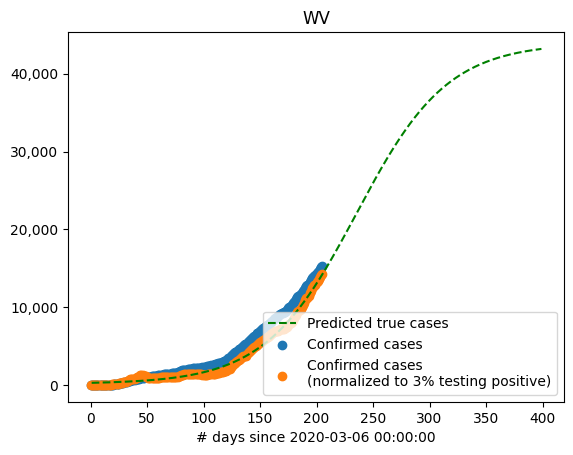 WV
40,000
30,000
20,000
10,000
0
Predicted true cases
Confirmed cases
Confirmed cases
(normalized to 3% testing positive)
0 50 100 150 200 250 300 350 400
# days since 2020-03-06 00:00:00